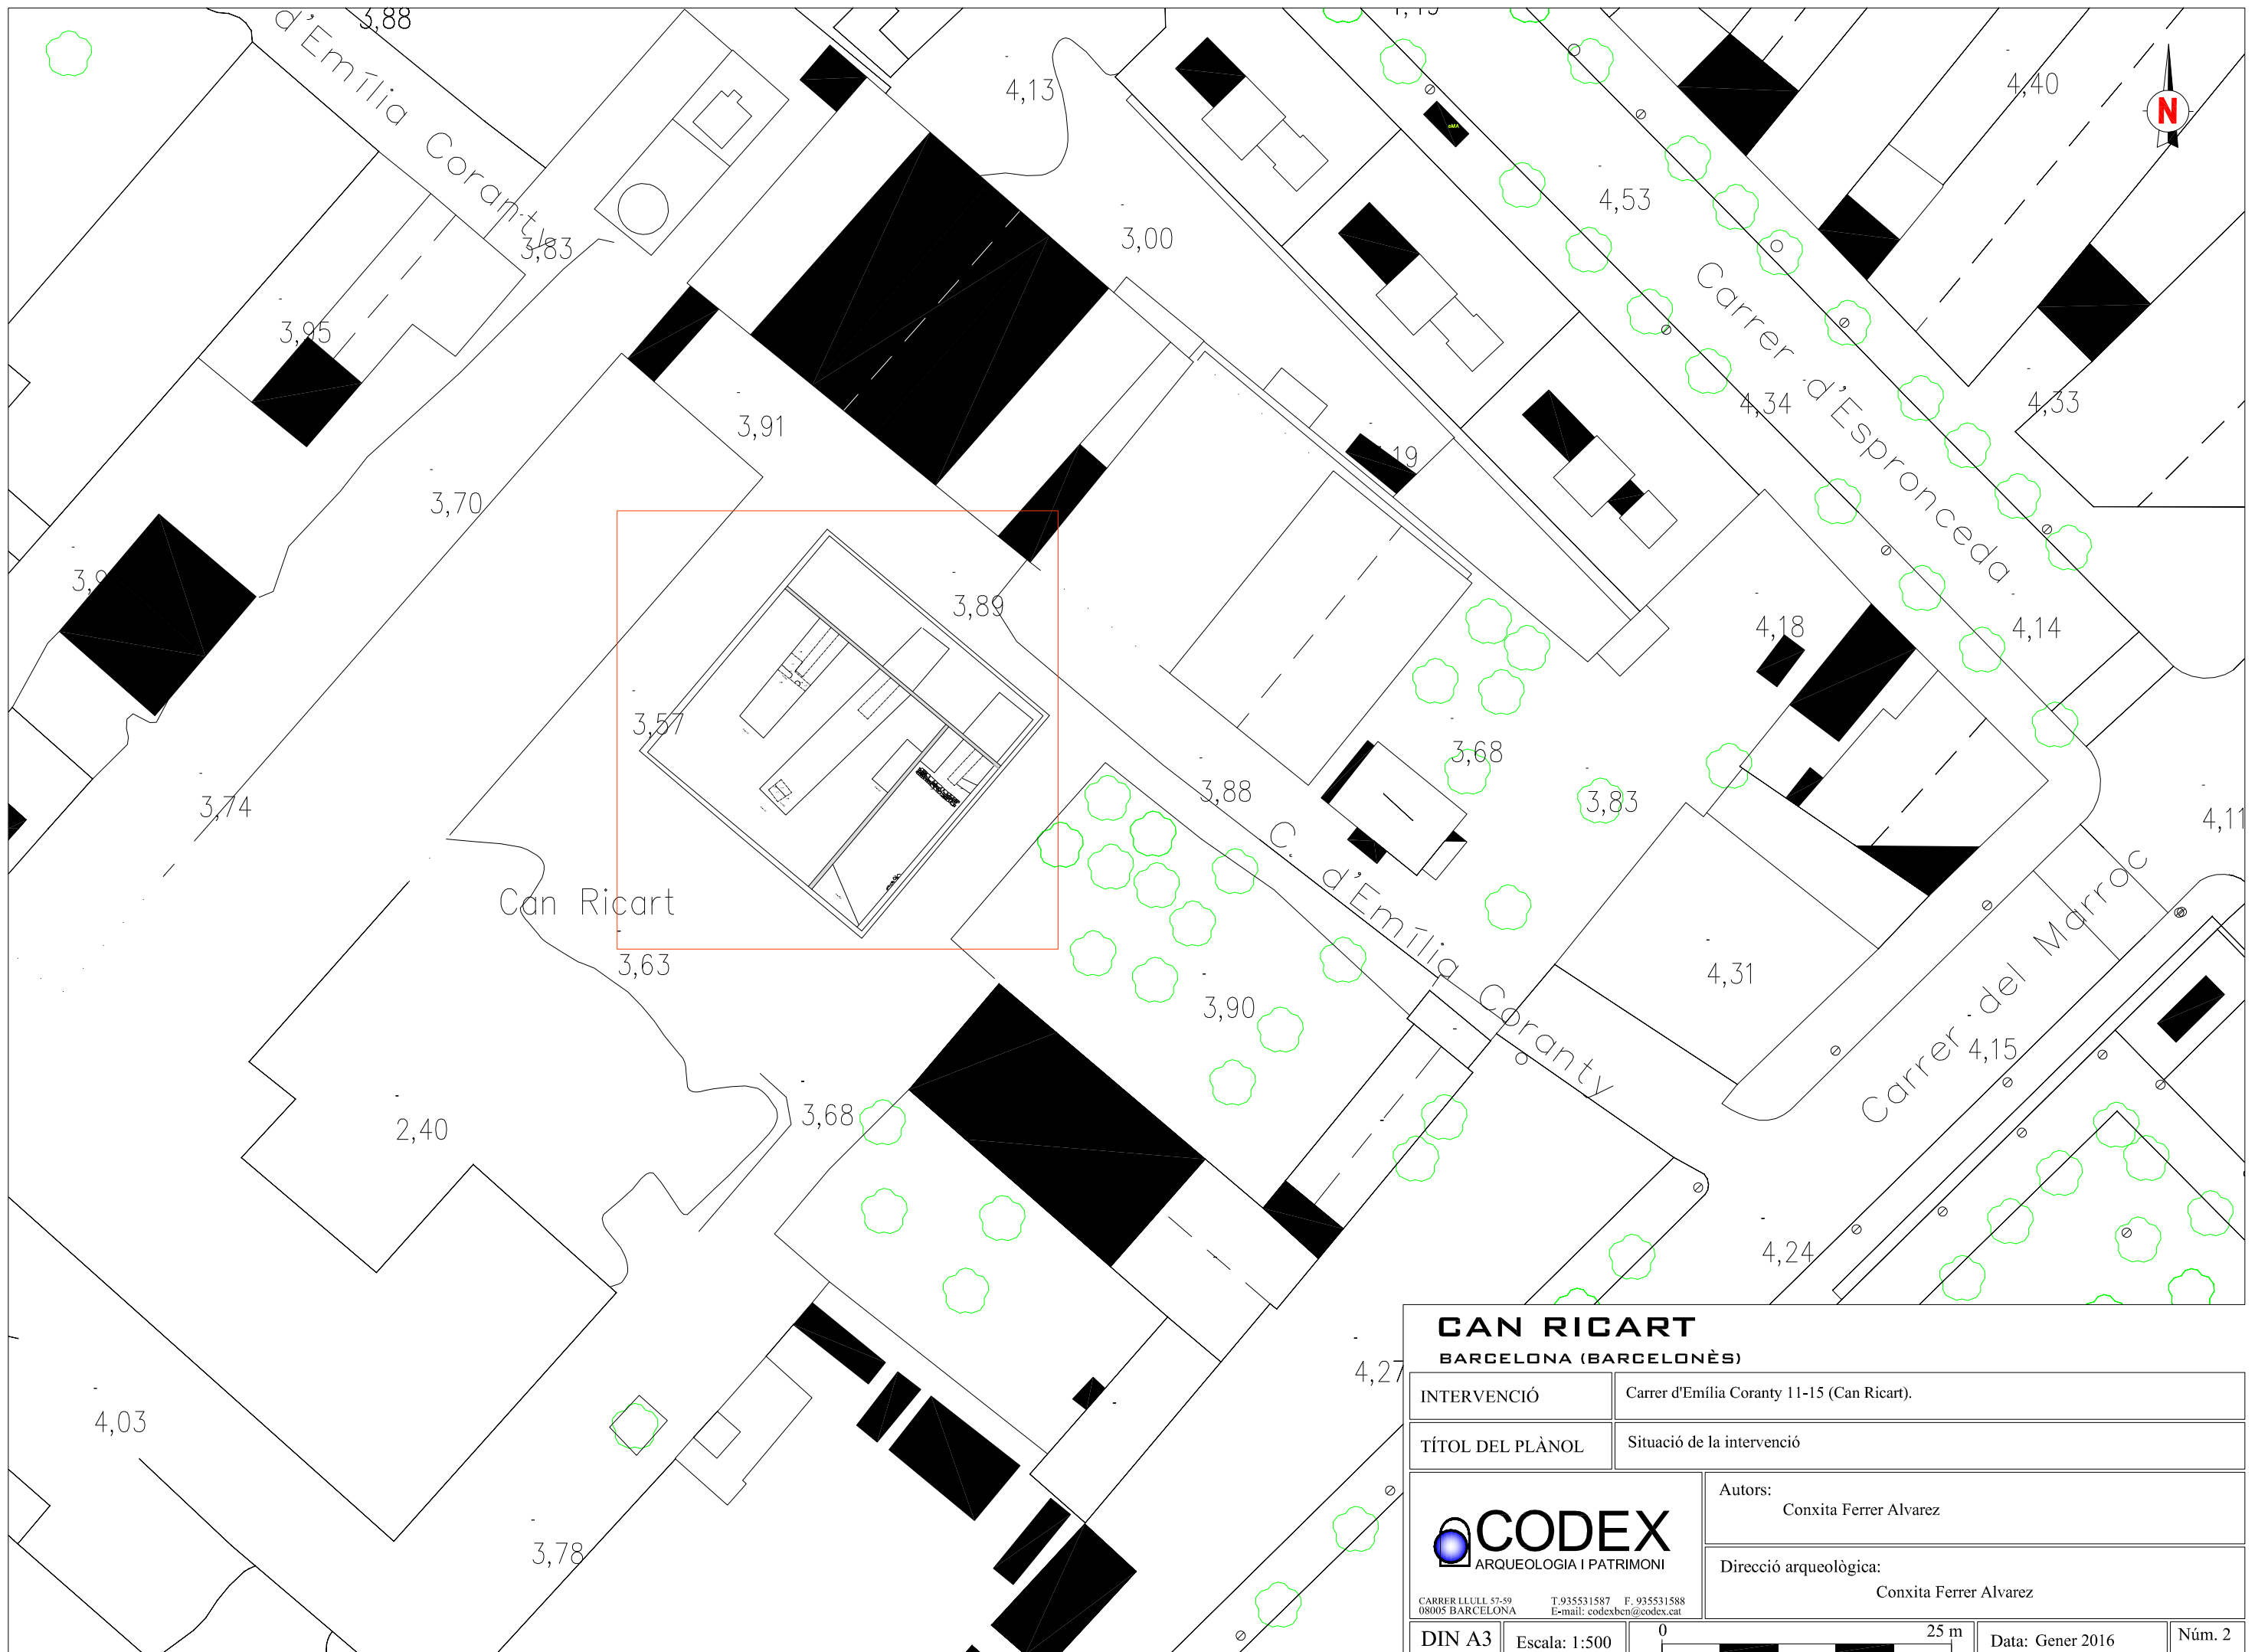 d'Emília Coranty
3,88
4,13
4,40
N
4,53
3,00
3,83
3,95
Carrer d'Espronceda
3,91
4,34
4,33
19
3,70
3,9
3,89
4,18
4,14
3,57
3,68
3,74
3,88
3,83
4,11
C. d'Emília Coranty
Can Ricart
3,63
4,31
3,90
Carrer del Marroc
4,15
3,68
2,40
4,24
4,27
4,03
3,78
CAN RICART
BARCELONA (BARCELONÈS)
INTERVENCIÓ
Carrer d'Emília Coranty 11-15 (Can Ricart).
TÍTOL DEL PLÀNOL
Situació de la intervenció
CODEX
ARQUEOLOGIA I PATRIMONI
CARRER LLULL 57-59 T.935531587 F. 935531588
08005 BARCELONA E-mail: codexbcn@codex.cat
Autors:
Conxita Ferrer Alvarez
Direcció arqueològica:
Conxita Ferrer Alvarez
DIN A3
Escala: 1:500
0 25 m
Data: Gener 2016
Núm. 2